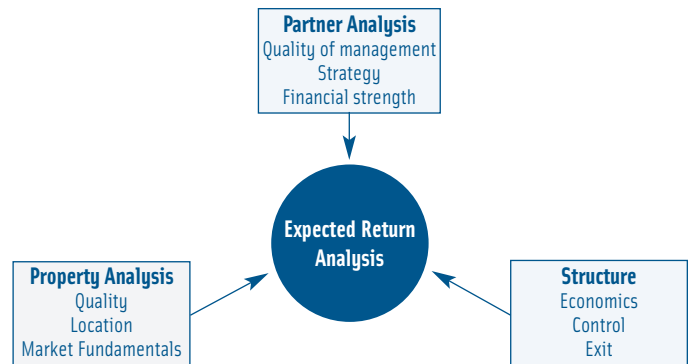 Partner Analysis
Quality of management
Strategy
Financial strength
Expected Return
Analysis
Property Analysis
Quality
Location
Market Fundamentals
Structure
Economics
Control
Exit